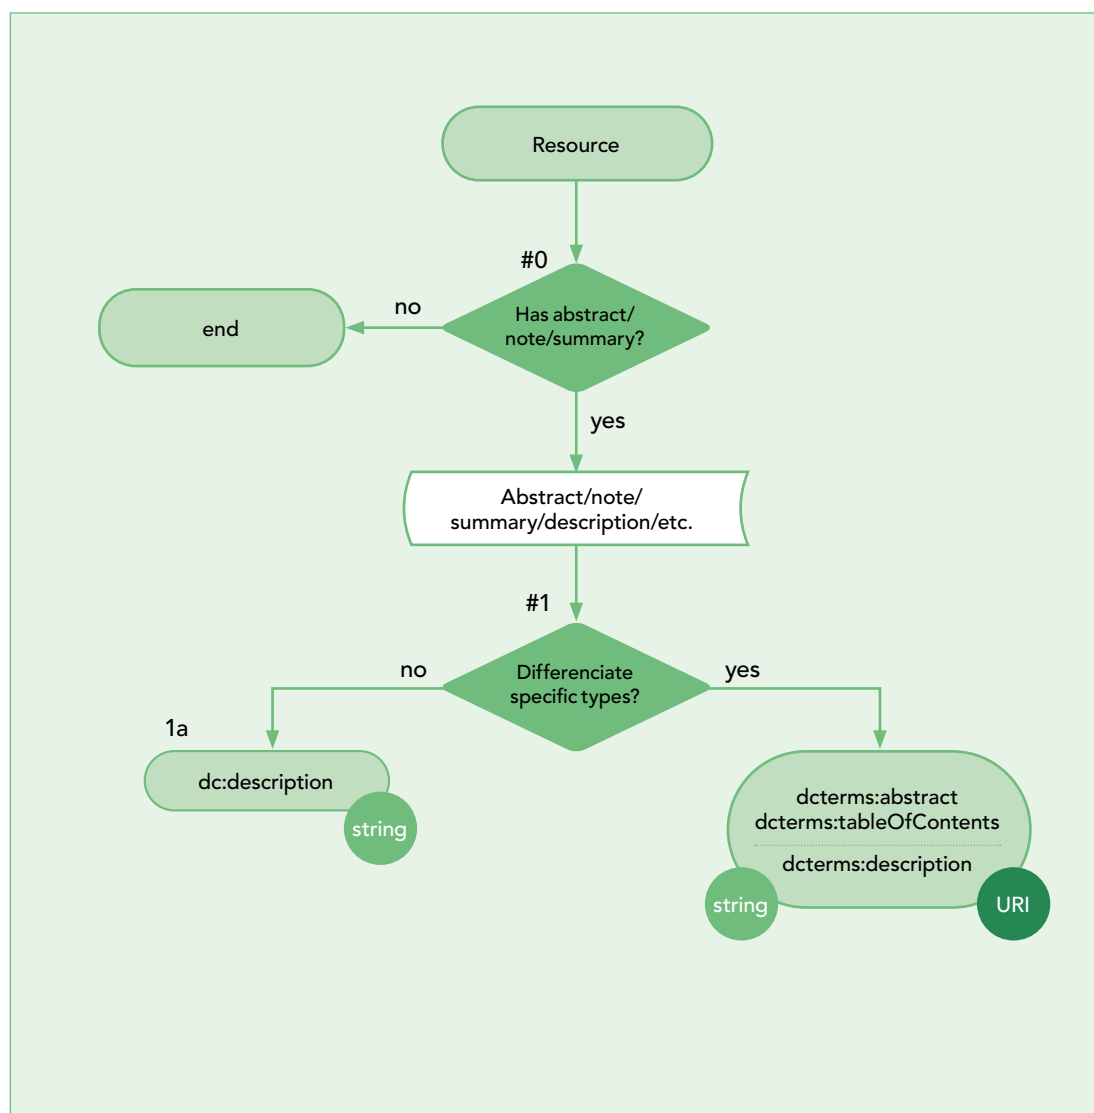 Resource
#0
Has abstract/
note/summary?
no
end
yes
Abstract/note/
summary/description/etc.
#1
Differenciate
specific types?
no
yes
1a
dc:description
string
dcterms:abstract
dcterms:tableOfContents
dcterms:description
string
URI